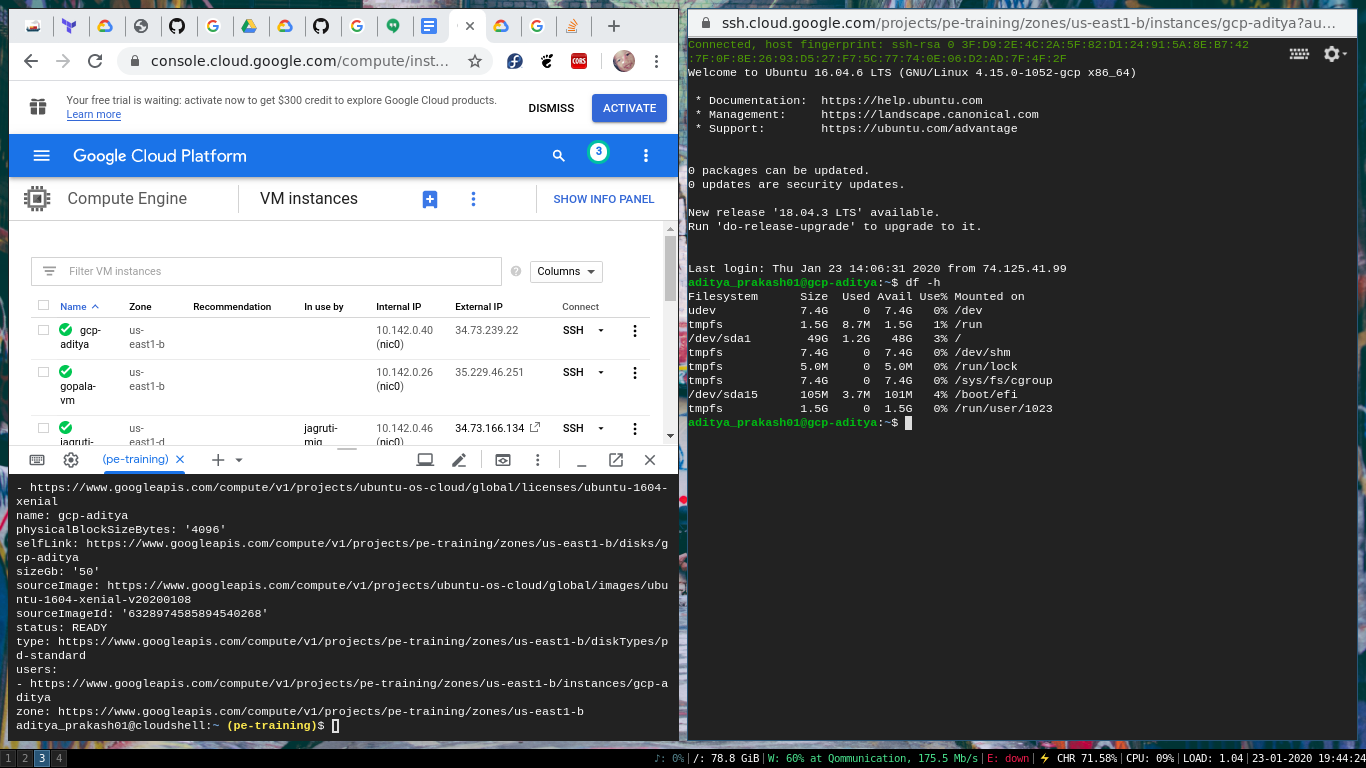 console.cloud.google.com/compute/inst...
CORS
Your free trial is waiting: activate now to get $300 credit to explore Google Cloud products.
Learn more
DISMISS
ACTIVATE
Google Cloud Platform
3
Compute Engine
VM instances
SHOW INFO PANEL
Filter VM instances
Columns
Name Zone Recommendation In use by Internal IP External IP Connect
gcp- us- 10.142.0.40 34.73.239.22 SSH
aditya east1-b (nic0)
us- 10.142.0.26 35.229.46.251 SSH
gopala- east1-b (nic0)
vm
us- jagruti- 10.142.0.46 34.73.166.134 SSH
jagruti- east1-d mig (nic0)
(pe-training)
- https://www.googleapis.com/compute/v1/projects/ubuntu-os-cloud/global/licenses/ubuntu-1604-
xenial
name: gcp-aditya
physicalBlockSizeBytes: '4096'
selfLink: https://www.googleapis.com/compute/v1/projects/pe-training/zones/us-east1-b/disks/g
cp-aditya
sizeGb: '50'
sourceImage: https://www.googleapis.com/compute/v1/projects/ubuntu-os-cloud/global/images/ubu
ntu-1604-xenial-v20200108
sourceImageId: '6328974585894540268'
status: READY
type: https://www.googleapis.com/compute/v1/projects/pe-training/zones/us-east1-b/diskTypes/p
d-standard
users:
- https://www.googleapis.com/compute/v1/projects/pe-training/zones/us-east1-b/instances/gcp-a
ditya
zone: https://www.googleapis.com/compute/v1/projects/pe-training/zones/us-east1-b
aditya_prakash01@cloudshell:~ (pe-training)$
ssh.cloud.google.com/projects/pe-training/zones/us-east1-b/instances/gcp-aditya?au...
Connected, host fingerprint: ssh-rsa 0 3F:D9:2E:4C:2A:5F:82:D1:24:91:5A:8E:B7:42
:7F:0F:8E:26:93:D5:27:F7:5C:77:74:0E:06:D2:AD:7F:4F:2F
Welcome to Ubuntu 16.04.6 LTS (GNU/Linux 4.15.0-1052-gcp x86_64)
* Documentation: https://help.ubuntu.com
* Management: https://landscape.canonical.com
* Support: https://ubuntu.com/advantage
0 packages can be updated.
0 updates are security updates.
New release '18.04.3 LTS' available.
Run 'do-release-upgrade' to upgrade to it.
Last login: Thu Jan 23 14:06:31 2020 from 74.125.41.99
aditya_prakash01@gcp-aditya:~$ df -h
Filesystem Size Used Avail Use% Mounted on
udev 7.4G 0 7.4G 0% /dev
tmpfs 1.5G 8.7M 1.5G 1% /run
/dev/sda1 49G 1.2G 48G 3% /
tmpfs 7.4G 0 7.4G 0% /dev/shm
tmpfs 5.0M 0 5.0M 0% /run/lock
tmpfs 7.4G 0 7.4G 0% /sys/fs/cgroup
/dev/sda15 105M 3.7M 101M 4% /boot/efi
tmpfs 1.5G 0 1.5G 0% /run/user/1023
aditya_prakash01@gcp-aditya:~$
1 2 3 4
♪: 0%|/: 78.8 GiB|W: 60% at Qommunication, 175.5 Mb/s|E: down|⚡ CHR 71.58%|CPU: 09%|LOAD: 1.04|23-01-2020 19:44:24